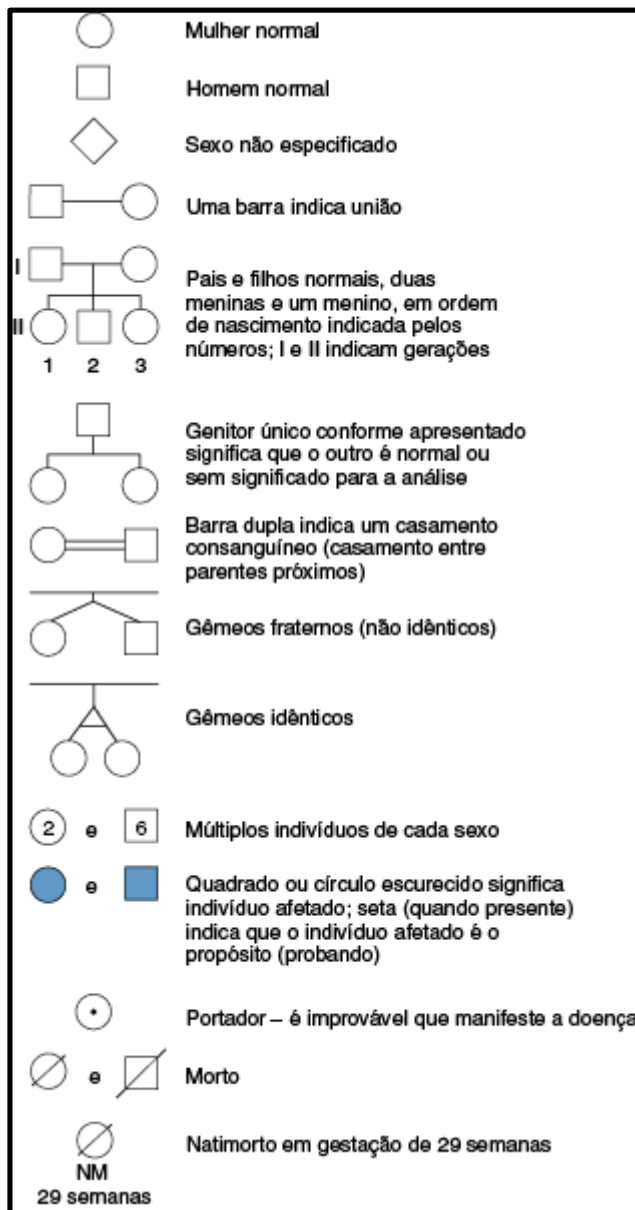 Mulher normal
Homem normal
Sexo não especificado
Uma barra indica união
I
Pais e filhos normais, duas
meninas e um menino, em ordem
de nascimento indicada pelos
números; I e II indicam gerações
II
1 2 3
Genitor único conforme apresentado
significa que o outro é normal ou
sem significado para a análise
Barra dupla indica um casamento
consanguíneo (casamento entre
parentes próximos)
Gêmeos fraternos (não idênticos)
Gêmeos idênticos
2 e 6 Múltiplos indivíduos de cada sexo
e Quadrado ou círculo escurecido significa
indivíduo afetado; seta (quando presente)
indica que o indivíduo afetado é o
propósito (probando)
Portador – é improvável que manifeste a doença
e Morto
Natimorto em gestação de 29 semanas
NM
29 semanas